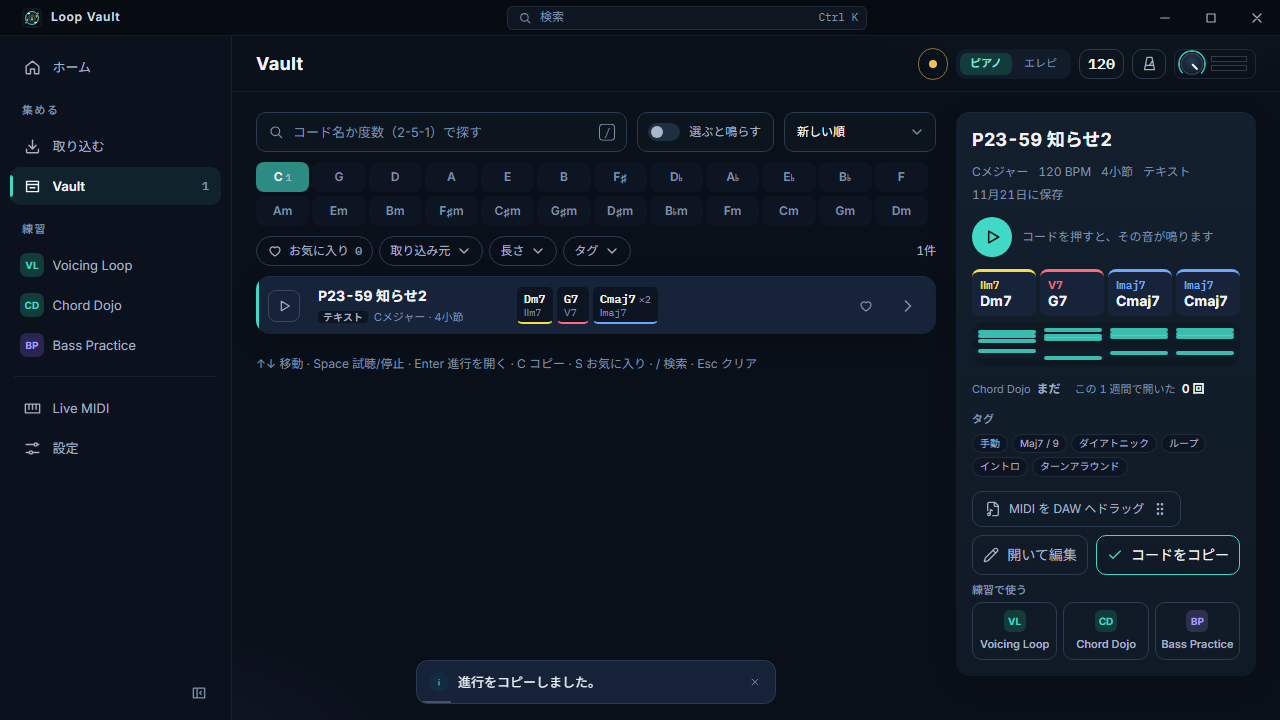 Loop Vault
検索
Ctrl K
ホーム
集める
取り込む
Vault 1
練習
VL Voicing Loop
CD Chord Dojo
BP Bass Practice
Live MIDI
設定
Vault
ピアノ エレピ
120
コード名か度数（2-5-1）で探す /
選ぶと鳴らす
新しい順
C 1 G D A E B F♯ D♭ A♭ E♭ B♭ F
Am Em Bm F♯m C♯m G♯m D♯m B♭m Fm Cm Gm Dm
お気に入り 0 取り込み元 長さ タグ 1件
P23-59 知らせ2
テキスト Cメジャー · 4小節
Dm7 G7 Cmaj7 ×2
IIm7 V7 Imaj7
↑↓ 移動 · Space 試聴/停止 · Enter 進行を開く · C コピー · S お気に入り · / 検索 · Esc クリア
P23-59 知らせ2
Cメジャー 120 BPM 4小節 テキスト
11月21日に保存
コードを押すと、その音が鳴ります
IIm7 V7 Imaj7 Imaj7
Dm7 G7 Cmaj7 Cmaj7
Chord Dojo まだ この 1 週間で開いた 0 回
タグ
手動 Maj7 / 9 ダイアトニック ループ
イントロ ターンアラウンド
MIDI を DAW へドラッグ
開いて編集 コードをコピー
練習で使う
VL CD BP
Voicing Loop Chord Dojo Bass Practice
進行をコピーしました。